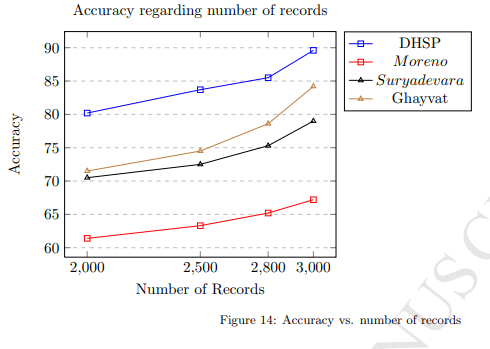 Accuracy regarding number of records
90
85
80
75
70
65
60
Accuracy
2,000 2,500 2,800 3,000
Number of Records
DHSP
Moreno
Suryadevara
Ghayvat
Figure 14: Accuracy vs. number of records